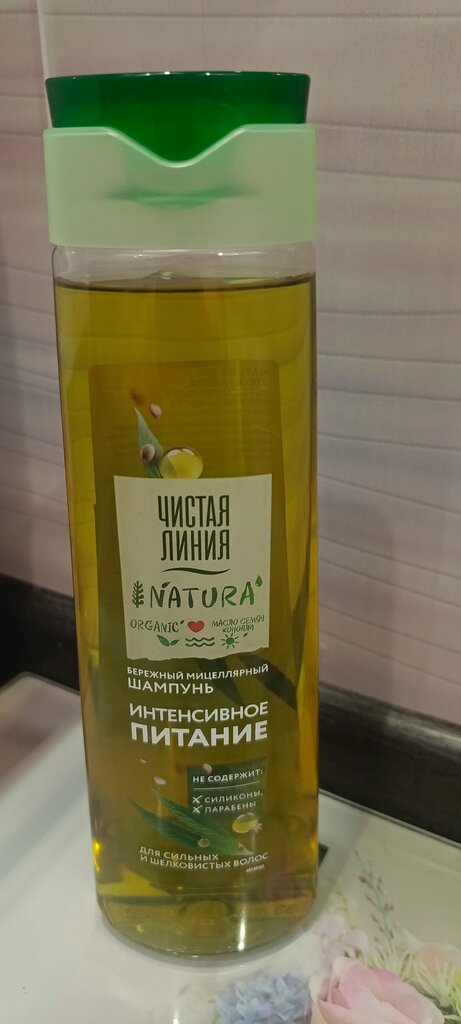 ЧИСТАЯ
ЛИНИЯ
NATURA
ORGANIC МАСЛО СЕМЯН
КОНОПЛИ
БЕРЕЖНЫЙ МИЦЕЛЛЯРНЫЙ
ШАМПУНЬ
ИНТЕНСИВНОЕ
ПИТАНИЕ
НЕ СОДЕРЖИТ:
СИЛИКОНЫ,
ПАРАБЕНЫ
ДЛЯ СИЛЬНЫХ
И ШЕЛКОВИСТЫХ ВОЛОС